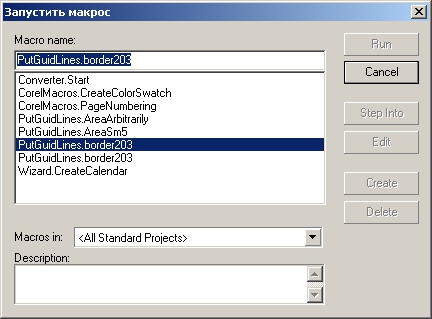 Запустить макрос
Macro name:
PutGuidLines.border203
Converter.Start
CorelMacros.CreateColorSwatch
CorelMacros.PageNumbering
PutGuidLines.AreaArbitrarily
PutGuidLines.AreaSm5
PutGuidLines.border203
PutGuidLines.border203
Wizard.CreateCalendar
Run
Cancel
Step Into
Edit
Create
Delete
Macros in:
<All Standard Projects>
Description: